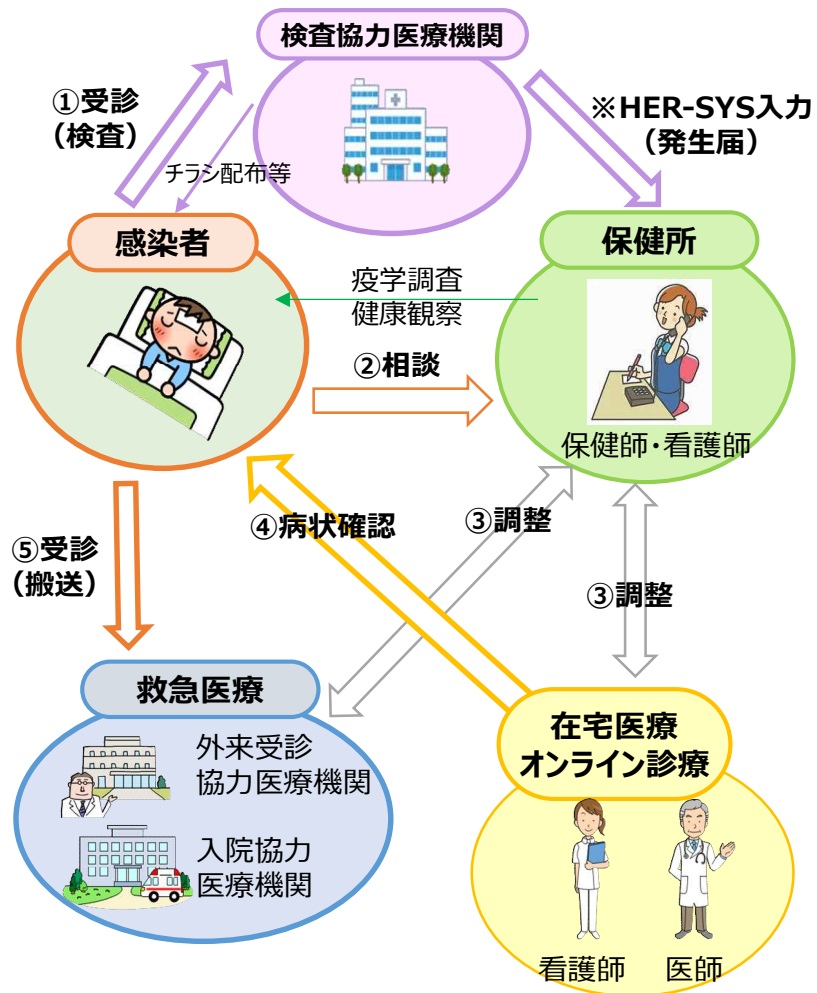 検査協力医療機関
①受診
（検査）
※HER-SYS入力
（発生届）
チラシ配布等
感染者
保健所
疫学調査
健康観察
②相談
保健師・看護師
④病状確認
③調整
⑤受診
（搬送）
③調整
救急医療
外来受診
協力医療機関
入院協力
医療機関
在宅医療
オンライン診療
看護師
医師